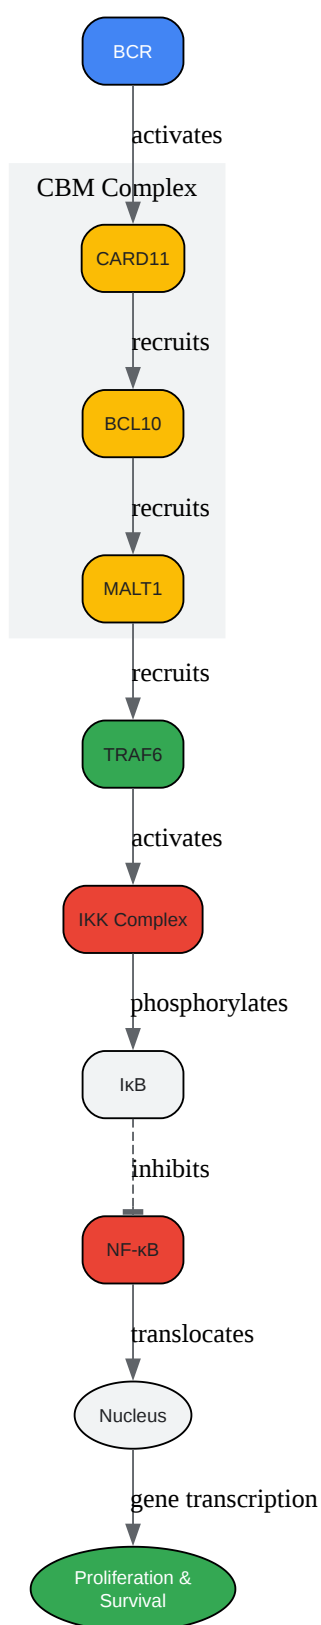 BCR
activates
CBM Complex
CARD11
recruits
BCL10
recruits
MALT1
recruits
TRAF6
activates
IKK Complex
phosphorylates
IκB
inhibits
NF-κB
translocates
Nucleus
gene transcription
Proliferation &
Survival